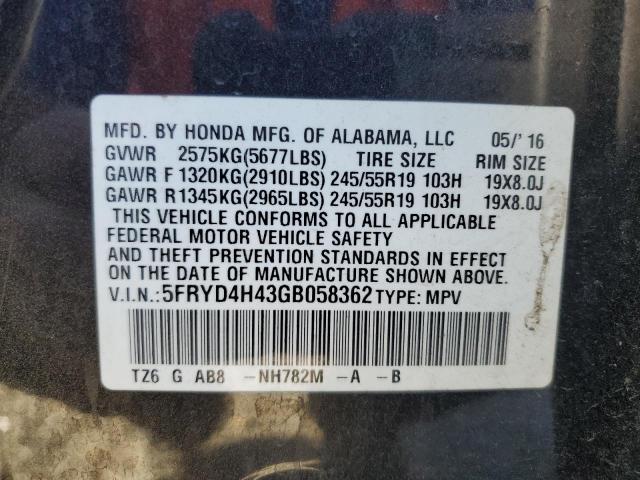 MFD. BY HONDA MFG. OF ALABAMA, LLC 05/'16
GVWR 2575KG(5677LBS) TIRE SIZE RIM SIZE
GAWR F 1320KG(2910LBS) 245/55R19 103H 19X8.0J
GAWR R1345KG(2965LBS) 245/55R19 103H 19X8.0J
THIS VEHICLE CONFORMS TO ALL APPLICABLE
FEDERAL MOTOR VEHICLE SAFETY
AND THEFT PREVENTION STANDARDS IN EFFECT
ON THE DATE OF MANUFACTURE SHOWN ABOVE.
V.I.N.: 5FRYD4H43GB058362 TYPE: MPV
TZ6 G AB8 -NH782M -A -B